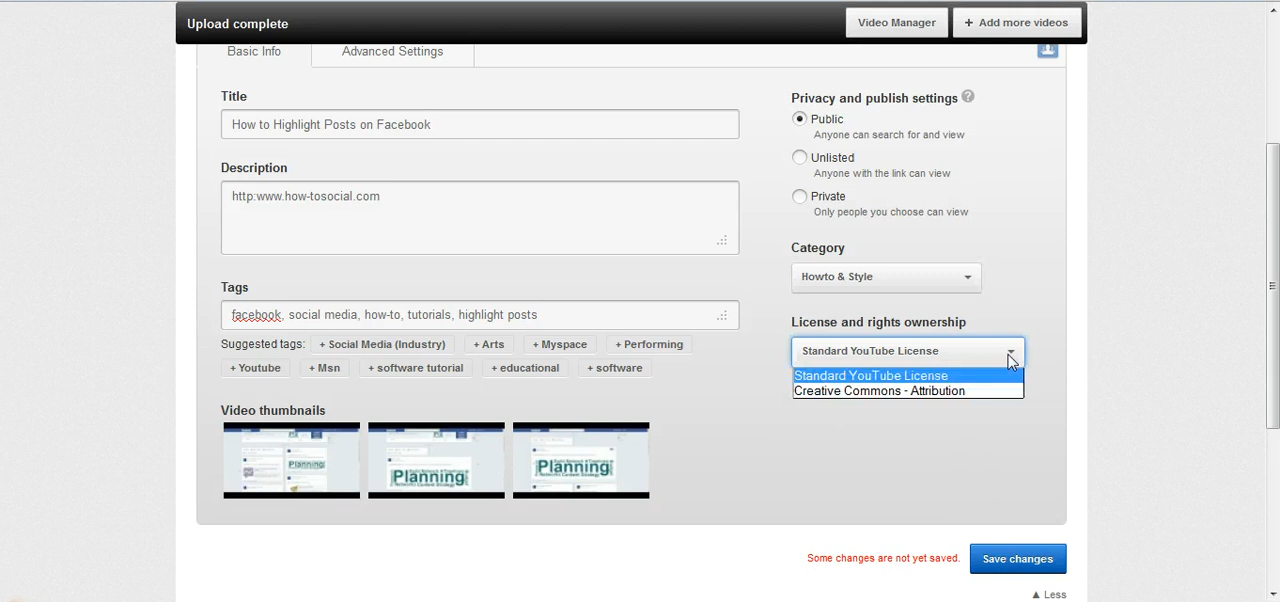 Upload complete
Video Manager
+ Add more videos
Basic Info
Advanced Settings
Title
How to Highlight Posts on Facebook
Description
http:www.how-tosocial.com
Tags
facebook, social media, how-to, tutorials, highlight posts
Suggested tags: + Social Media (Industry) + Arts + Myspace + Performing
+ Youtube + Msn + software tutorial + educational + software
Video thumbnails
Planning
Planning
Planning
Privacy and publish settings ?
Public
Anyone can search for and view
Unlisted
Anyone with the link can view
Private
Only people you choose can view
Category
Howto & Style
License and rights ownership
Standard YouTube License
Standard YouTube License
Creative Commons - Attribution
Some changes are not yet saved.
Save changes
▲ Less